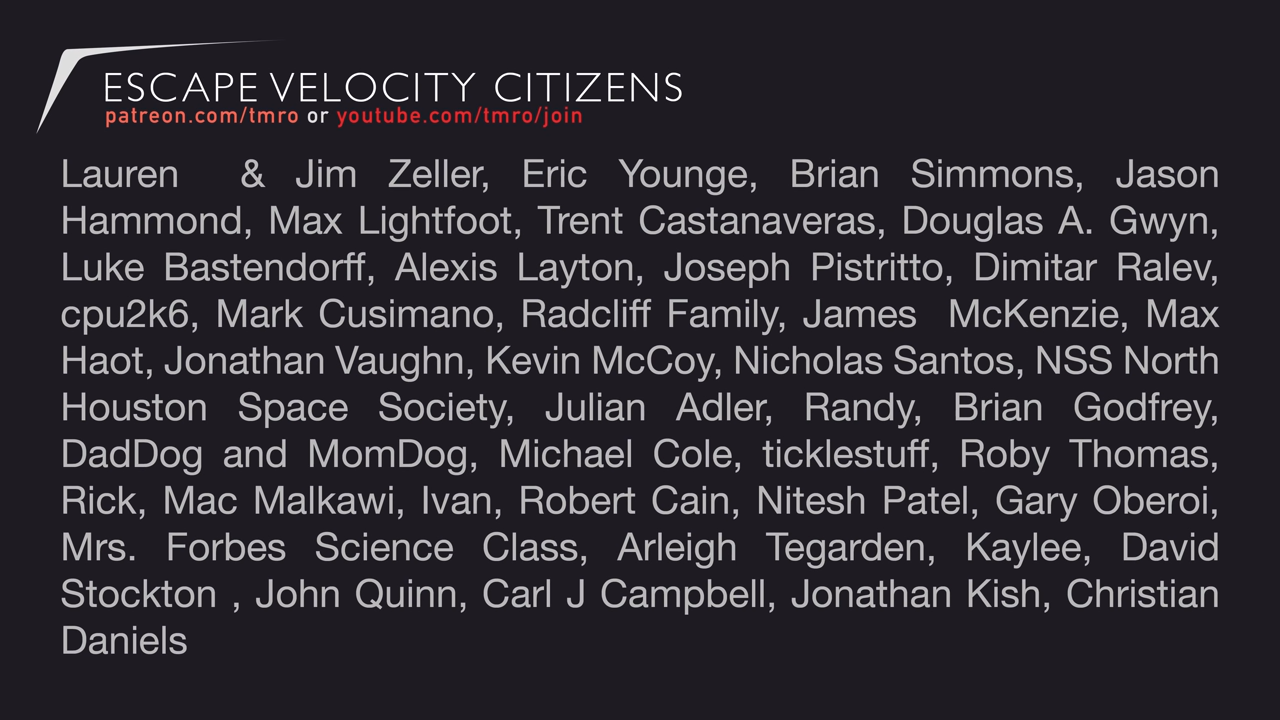 ESCAPE VELOCITY CITIZENS
patreon.com/tmro or youtube.com/tmro/join
Lauren & Jim Zeller, Eric Younge, Brian Simmons, Jason
Hammond, Max Lightfoot, Trent Castanaveras, Douglas A. Gwyn,
Luke Bastendorff, Alexis Layton, Joseph Pistritto, Dimitar Ralev,
cpu2k6, Mark Cusimano, Radcliff Family, James McKenzie, Max
Haot, Jonathan Vaughn, Kevin McCoy, Nicholas Santos, NSS North
Houston Space Society, Julian Adler, Randy, Brian Godfrey,
DadDog and MomDog, Michael Cole, ticklestuff, Roby Thomas,
Rick, Mac Malkawi, Ivan, Robert Cain, Nitesh Patel, Gary Oberoi,
Mrs. Forbes Science Class, Arleigh Tegarden, Kaylee, David
Stockton , John Quinn, Carl J Campbell, Jonathan Kish, Christian
Daniels